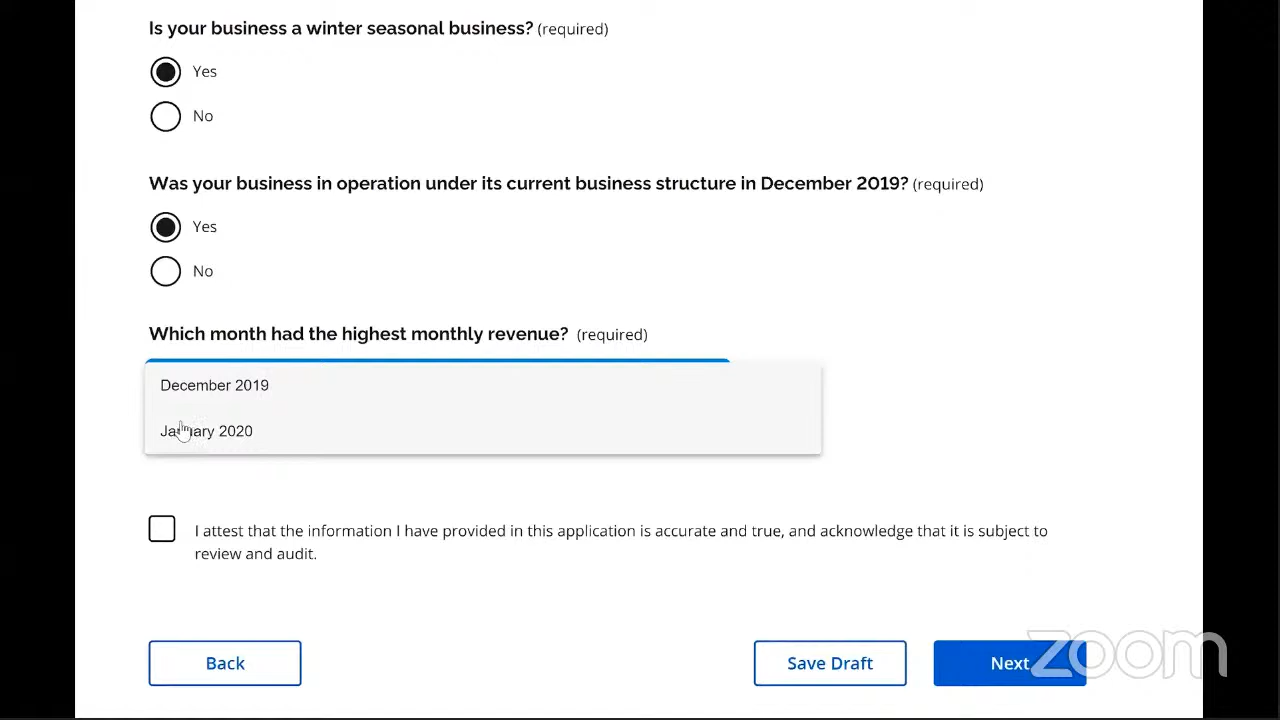 Is your business a winter seasonal business? (required)
Yes
No
Was your business in operation under its current business structure in December 2019? (required)
Yes
No
Which month had the highest monthly revenue? (required)
December 2019
January 2020
I attest that the information I have provided in this application is accurate and true, and acknowledge that it is subject to
review and audit.
Back
Save Draft
Next
zoom